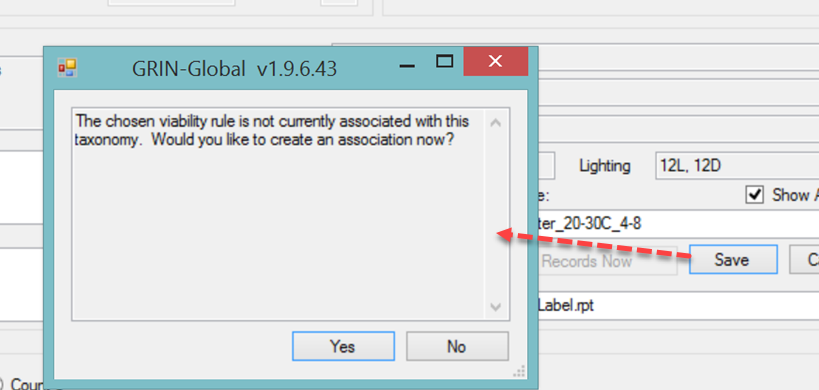 GRIN-Global v1.9.6.43
The chosen viability rule is not currently associated with this
taxonomy. Would you like to create an association now?
Yes
No
Lighting
12L, 12D
e:
Show
ter_20-30C_4-8
Records Now
Save
Label.rpt